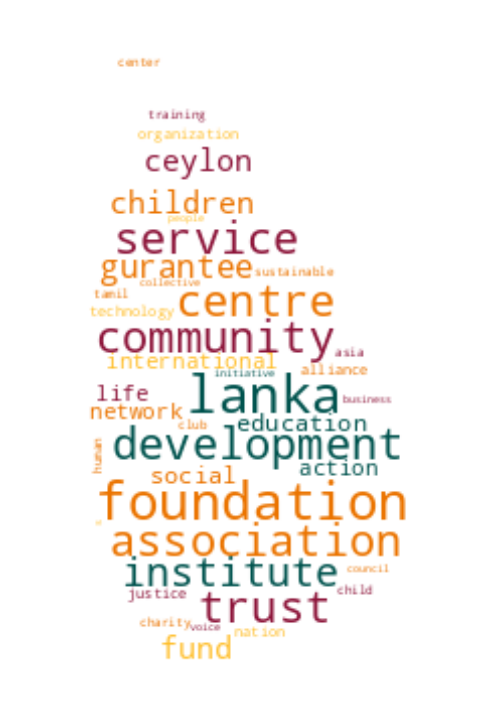 center
training
organization
ceylon
children
people
service
gurantee sustainable
collective
tamil
centre
technology
community
asia
international
alliance
initiative
lanka
life
business
network
club
education
development
human
action
social
foundation
association
institute
council
justice
child
trust
charity
voice
nation
fund